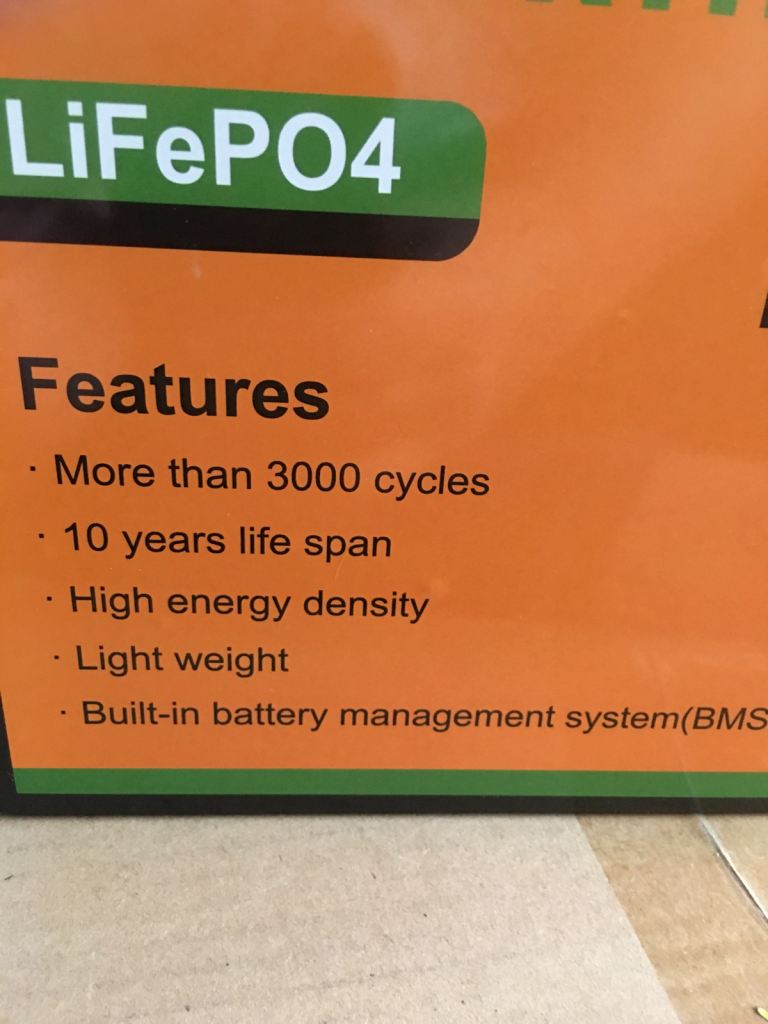 LiFePO4
Features
· More than 3000 cycles
· 10 years life span
· High energy density
· Light weight
· Built-in battery management system(BMS